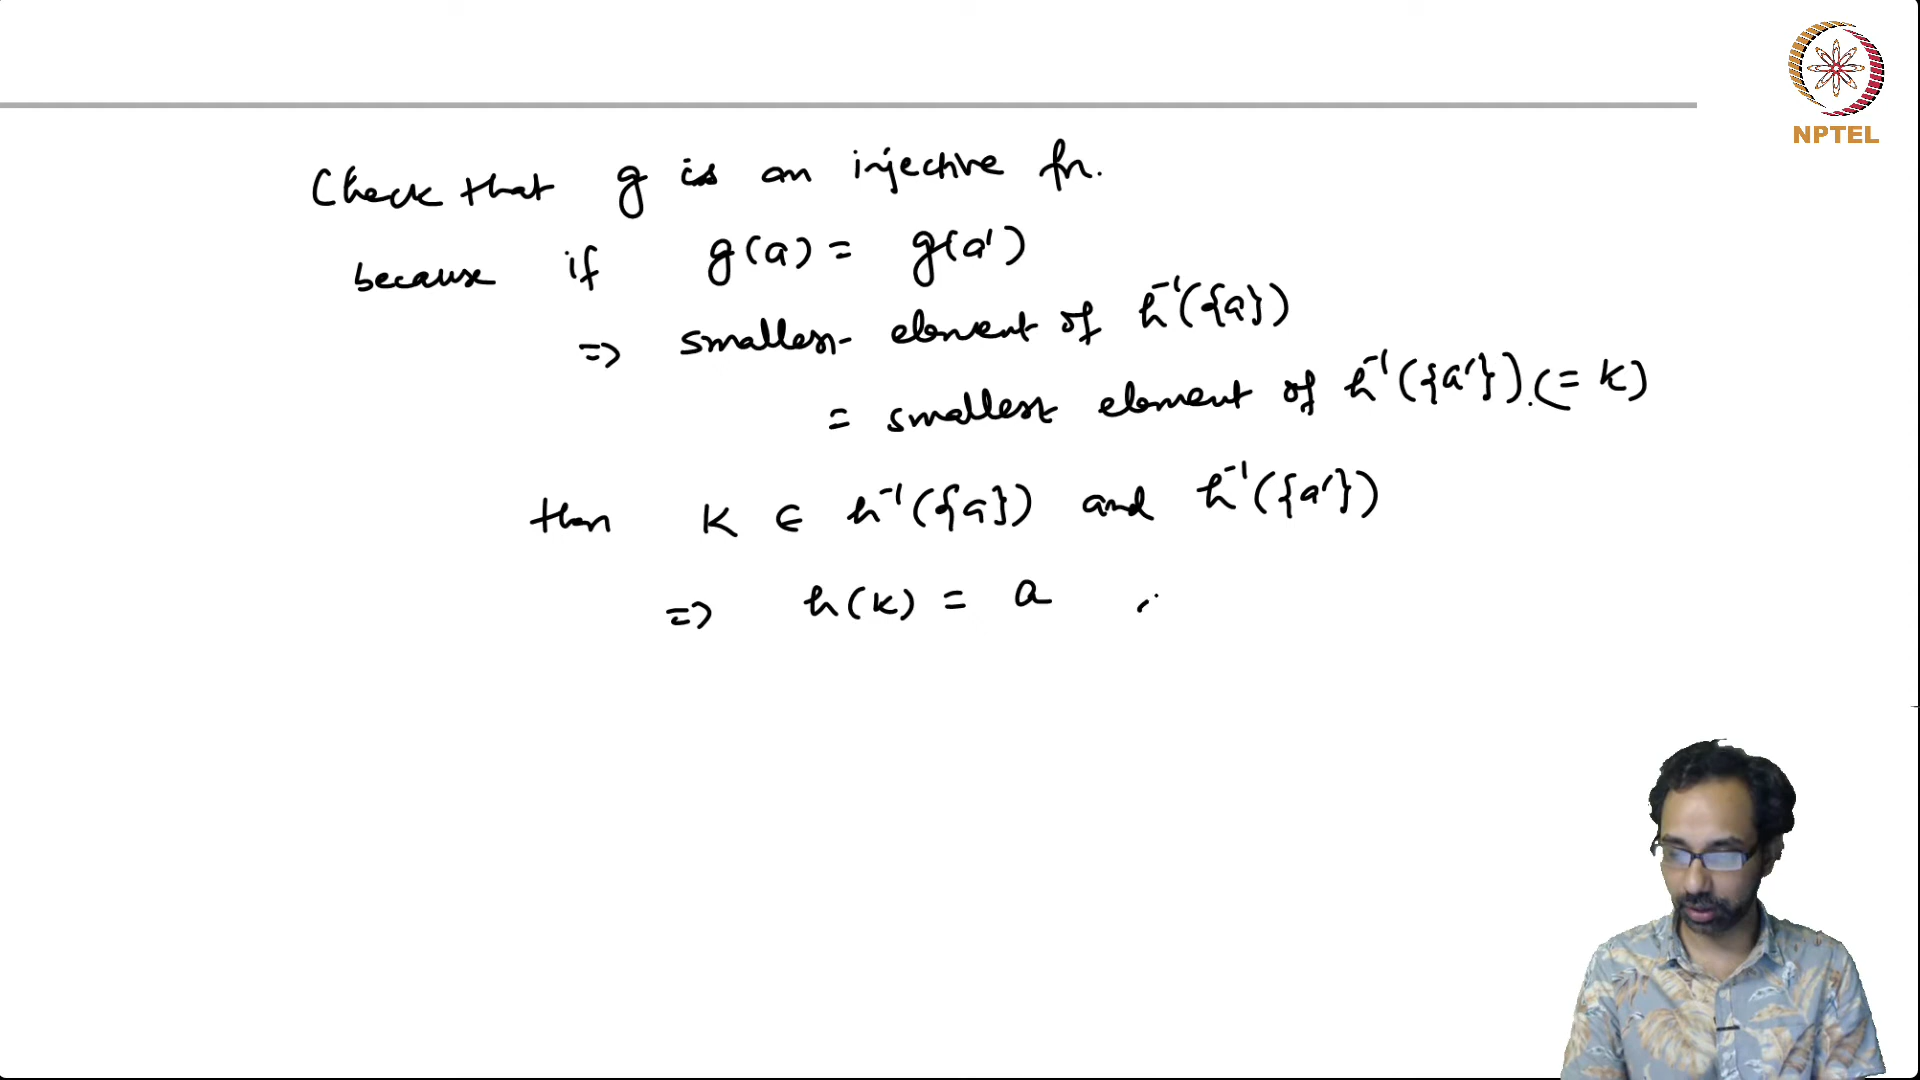 NPTEL
Check that g is an injective fn.
because if g(a) = g(a')
=> smallest element of h⁻¹({a})
= smallest element of h⁻¹({a'}). (= k)
then k ∈ h⁻¹({a}) and h⁻¹({a'})
=> h(k) = a